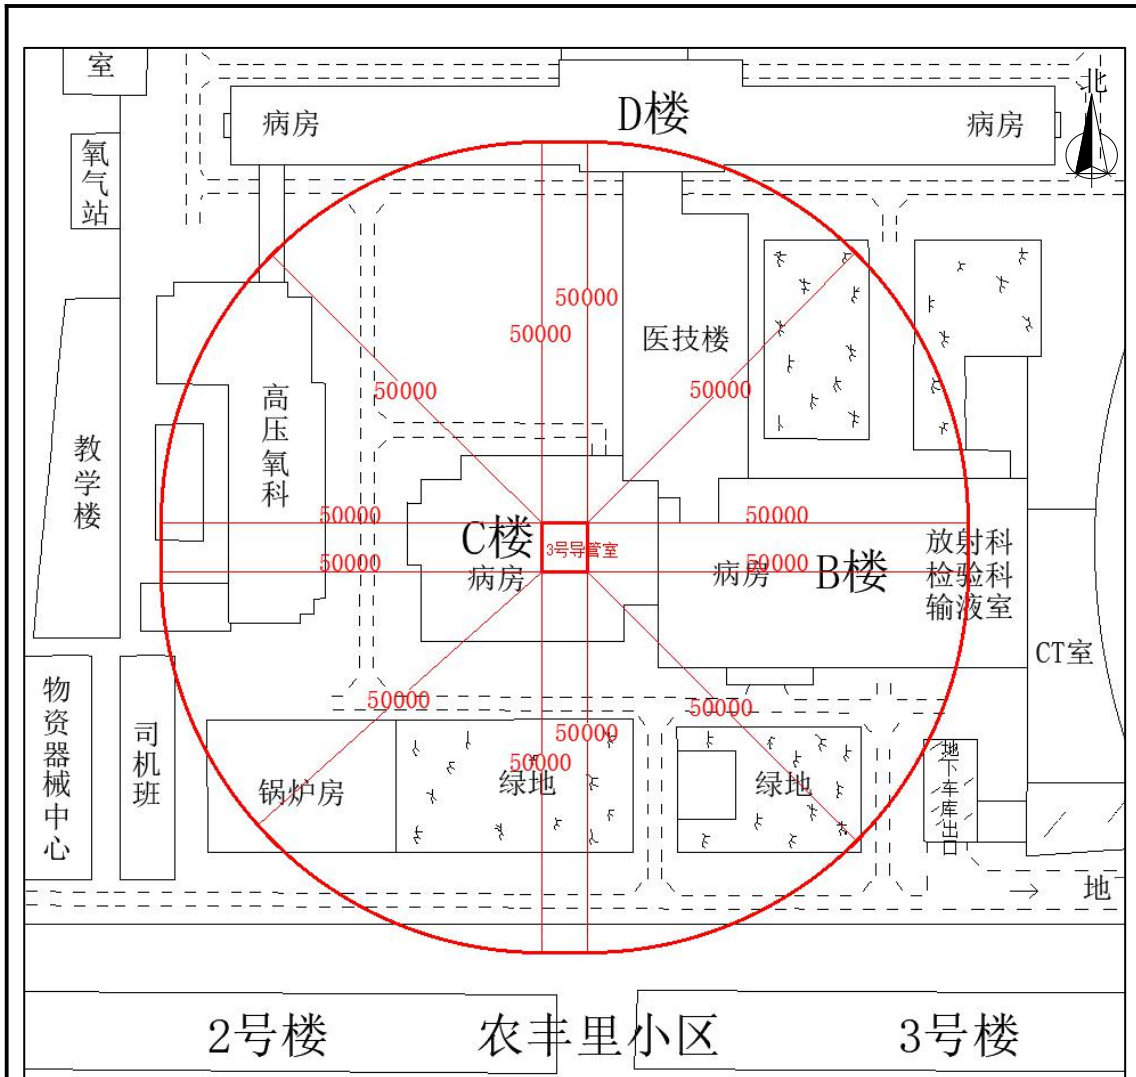 室
北
D楼
病房
病房
氧气站
50000
50000
医技楼
50000
50000
高压氧科
教学楼
50000
50000
C楼
病房
3号导管室
50000
50000
病房
B楼
放射科
检验科
输液室
CT室
物资器械中心
司机班
50000
50000
50000
50000
锅炉房
绿地
绿地
地下车库出口
地
2号楼
农丰里小区
3号楼